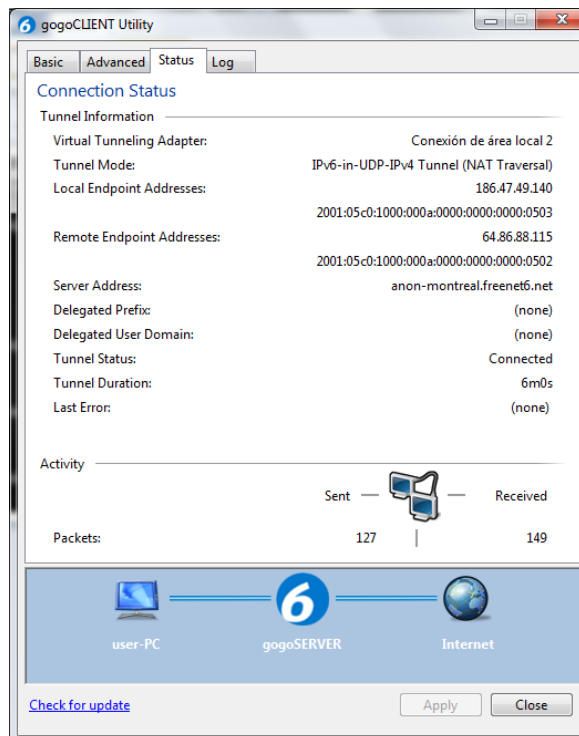 gogoCLIENT Utility
Basic Advanced Status Log
Connection Status
Tunnel Information
Virtual Tunneling Adapter: Conexión de área local 2
Tunnel Mode: IPv6-in-UDP-IPv4 Tunnel (NAT Traversal)
Local Endpoint Addresses: 186.47.49.140
2001:05c0:1000:000a:0000:0000:0000:0503
Remote Endpoint Addresses: 64.86.88.115
2001:05c0:1000:000a:0000:0000:0000:0502
Server Address: anon-montreal.freenet6.net
Delegated Prefix: (none)
Delegated User Domain: (none)
Tunnel Status: Connected
Tunnel Duration: 6m0s
Last Error: (none)
Activity
Sent Received
Packets: 127 149
6
user-PC gogoSERVER Internet
Check for update Apply Close